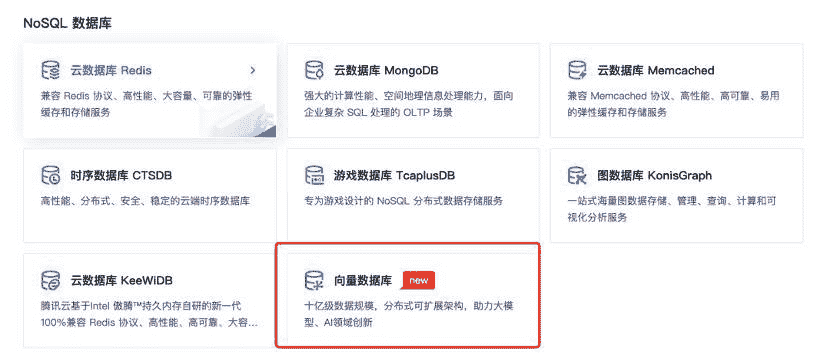 NoSQL 数据库
云数据库 Redis
兼容 Redis 协议、高性能、大容量、可靠的弹性
缓存和存储服务
云数据库 MongoDB
强大的计算性能、空间地理信息处理能力，面向
企业复杂 SQL 处理的 OLTP 场景
云数据库 Memcached
兼容 Memcached 协议、高性能、高可靠、易用
的弹性缓存和存储服务
时序数据库 CTSDB
高性能、分布式、安全、稳定的云端时序数据库
游戏数据库 TcaplusDB
专为游戏设计的 NoSQL 分布式数据存储服务
图数据库 KonisGraph
一站式海量图数据存储、管理、查询、计算和可
视化分析服务
云数据库 KeeWiDB
腾讯云基于Intel 傲腾™持久内存自研的新一代
100%兼容 Redis 协议、高性能、高可靠、大容...
向量数据库 new
十亿级数据规模，分布式可扩展架构，助力大模
型、AI领域创新